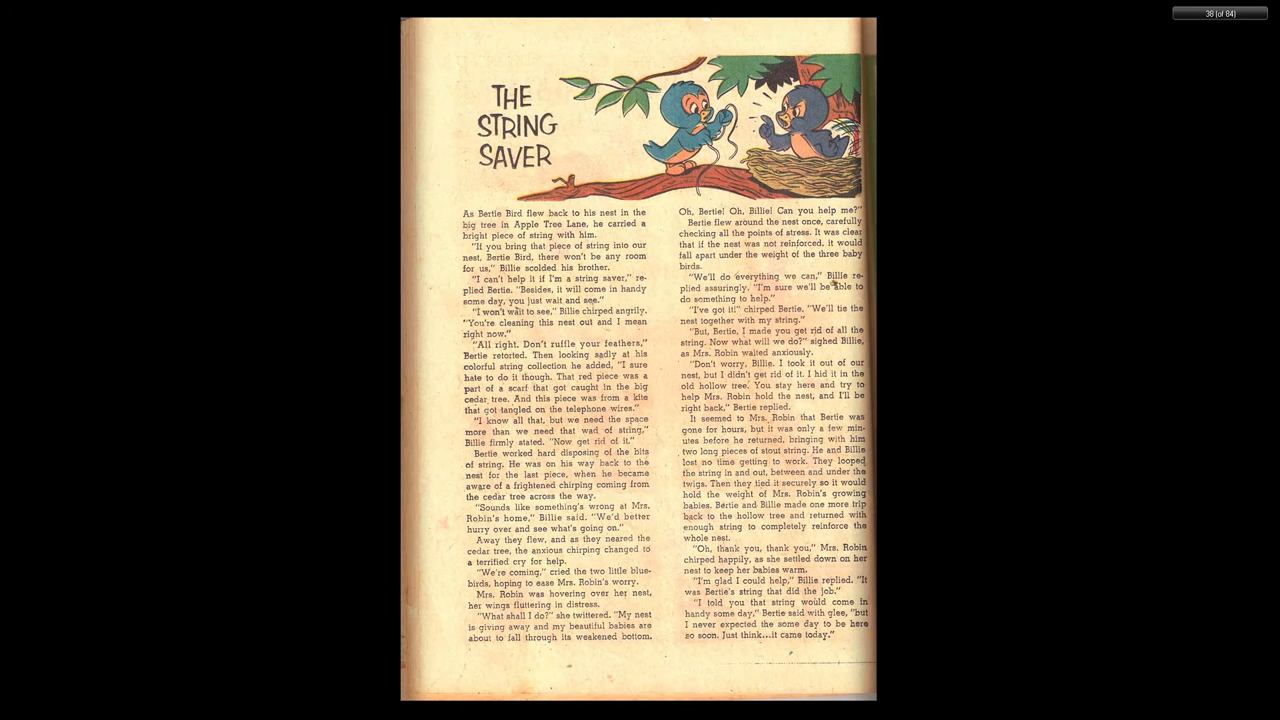 38 (of 84)
THE
STRING
SAVER
As Bertie Bird flew back to his nest in the
big tree in Apple Tree Lane, he carried a
bright piece of string with him.
"If you bring that piece of string into our
nest, Bertie Bird, there won't be any room
for us," Billie scolded his brother.
"I can't help it if I'm a string saver," re-
plied Bertie. "Besides, it will come in handy
some day, you just wait and see."
"I won't wait to see," Billie chirped angrily.
"You're cleaning this nest out and I mean
right now."
"All right. Don't ruffle your feathers,"
Bertie retorted. Then looking sadly at his
colorful string collection he added, "I sure
hate to do it though. That red piece was a
part of a scarf that got caught in the big
cedar tree. And this piece was from a kite
that got tangled on the telephone wires."
"I know all that, but we need the space
more than we need that wad of string,"
Billie firmly stated. "Now get rid of it."
Bertie worked hard disposing of the bits
of string. He was on his way back to the
nest for the last piece, when he became
aware of a frightened chirping coming from
the cedar tree across the way.
"Sounds like something's wrong at Mrs.
Robin's home," Billie said. "We'd better
hurry over and see what's going on."
Away they flew, and as they neared the
cedar tree, the anxious chirping changed to
a terrified cry for help.
"We're coming," cried the two little blue-
birds, hoping to ease Mrs. Robin's worry.
Mrs. Robin was hovering over her nest,
her wings fluttering in distress.
"What shall I do?" she twittered. "My nest
is giving away and my beautiful babies are
about to fall through its weakened bottom.
Oh, Bertie! Oh, Billie! Can you help me?"
Bertie flew around the nest once, carefully
checking all the points of stress. It was clear
that if the nest was not reinforced, it would
fall apart under the weight of the three baby
birds.
"We'll do everything we can," Billie re-
plied assuringly. "I'm sure we'll be able to
do something to help."
"I've got it!" chirped Bertie. "We'll tie the
nest together with my string."
"But, Bertie, I made you get rid of all the
string. Now what will we do?" sighed Billie,
as Mrs. Robin waited anxiously.
"Don't worry, Billie. I took it out of our
nest, but I didn't get rid of it. I hid it in the
old hollow tree. You stay here and try to
help Mrs. Robin hold the nest, and I'll be
right back," Bertie replied.
It seemed to Mrs. Robin that Bertie was
gone for hours, but it was only a few min-
utes before he returned, bringing with him
two long pieces of stout string. He and Billie
lost no time getting to work. They looped
the string in and out, between and under the
twigs. Then they tied it securely so it would
hold the weight of Mrs. Robin's growing
babies. Bertie and Billie made one more trip
back to the hollow tree and returned with
enough string to completely reinforce the
whole nest.
"Oh, thank you, thank you," Mrs. Robin
chirped happily, as she settled down on her
nest to keep her babies warm.
"I'm glad I could help," Billie replied. "It
was Bertie's string that did the job."
"I told you that string would come in
handy some day," Bertie said with glee, "but
I never expected the some day to be here
so soon. Just think...it came today."